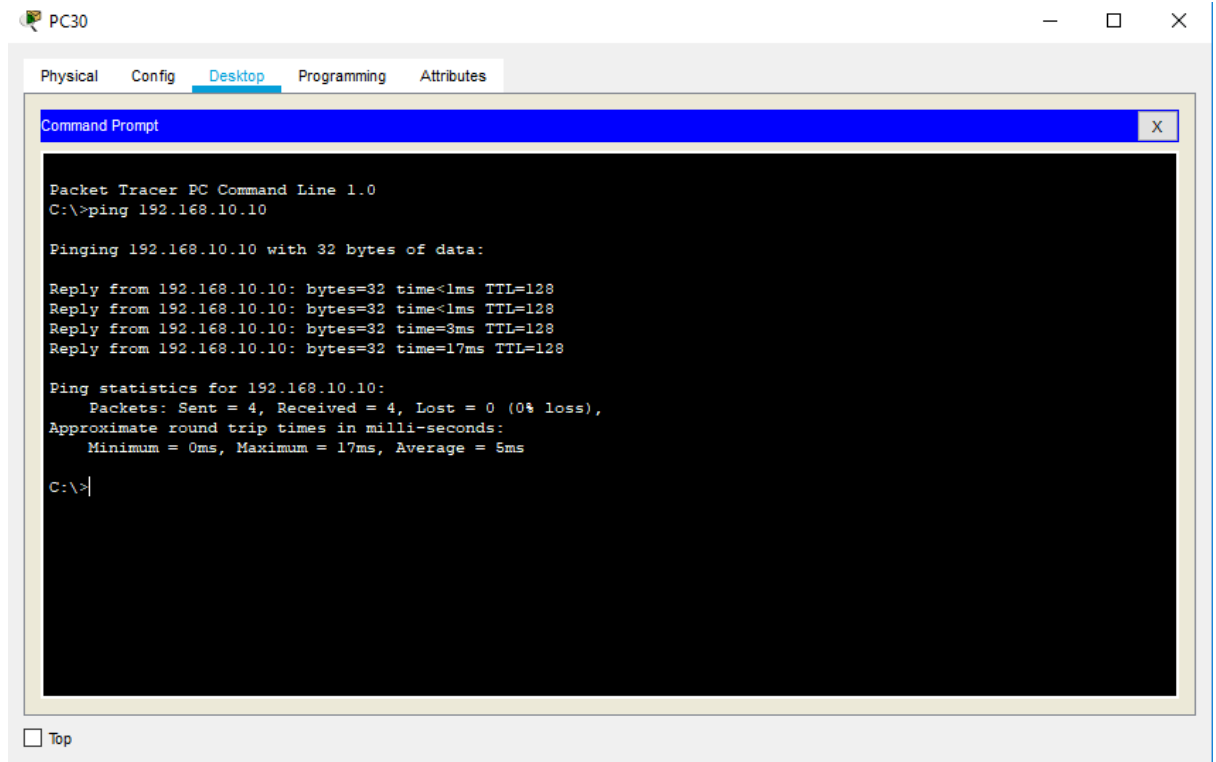 PC30
Physical Config Desktop Programming Attributes
Command Prompt
X
Packet Tracer PC Command Line 1.0
C:\>ping 192.168.10.10
Pinging 192.168.10.10 with 32 bytes of data:
Reply from 192.168.10.10: bytes=32 time<1ms TTL=128
Reply from 192.168.10.10: bytes=32 time<1ms TTL=128
Reply from 192.168.10.10: bytes=32 time=3ms TTL=128
Reply from 192.168.10.10: bytes=32 time=17ms TTL=128
Ping statistics for 192.168.10.10:
    Packets: Sent = 4, Received = 4, Lost = 0 (0% loss),
Approximate round trip times in milli-seconds:
    Minimum = 0ms, Maximum = 17ms, Average = 5ms
C:\>
Top